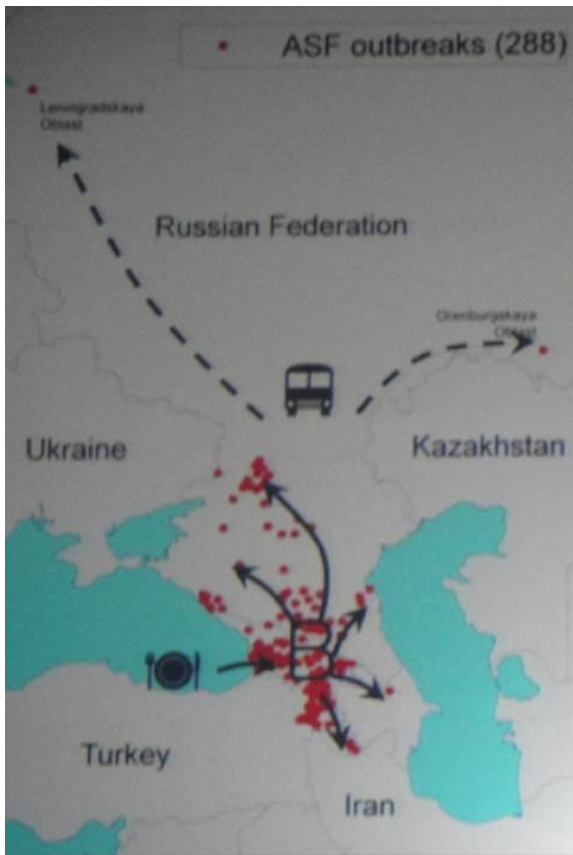 ASF outbreaks (288)
Leningradskaya
Oblast
Russian Federation
Orenburgskaya
Oblast
Ukraine
Kazakhstan
B
Turkey
Iran